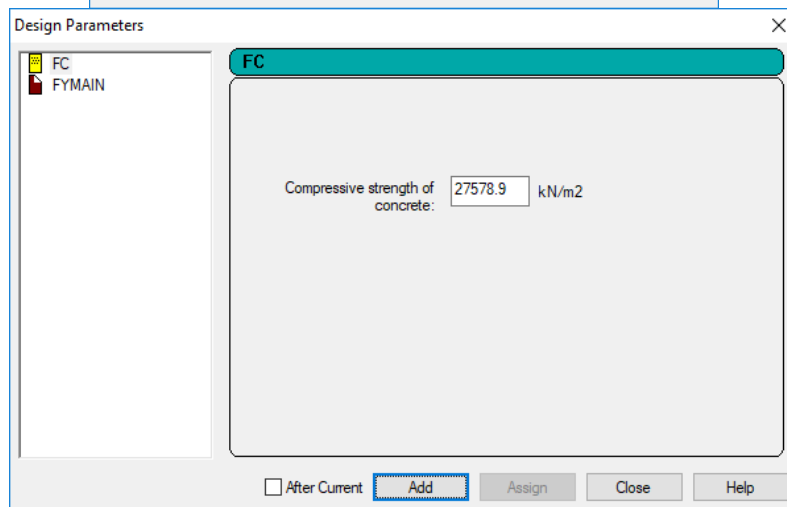 Design Parameters
FC
FYMAIN
FC
Compressive strength of
concrete:
27578.9
kN/m2
After Current
Add
Assign
Close
Help